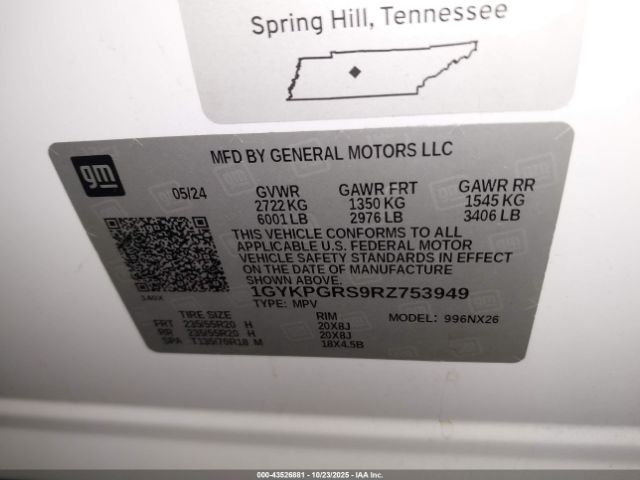 Spring Hill, Tennessee
gm
MFD BY GENERAL MOTORS LLC
05/24 GVWR GAWR FRT GAWR RR
2722 KG 1350 KG 1545 KG
6001 LB 2976 LB 3406 LB
THIS VEHICLE CONFORMS TO ALL
APPLICABLE U.S. FEDERAL MOTOR
VEHICLE SAFETY STANDARDS IN EFFECT
ON THE DATE OF MANUFACTURE
SHOWN ABOVE.
140X 1GYKPGRS9RZ753949
TYPE: MPV
TIRE SIZE RIM MODEL: 996NX26
FRT 235/55R20 H 20X8J
RR 235/55R20 H 20X8J
SPA T135/70R18 M 18X4.5B
000-43526881 - 10/23/2025 - IAA, Inc.